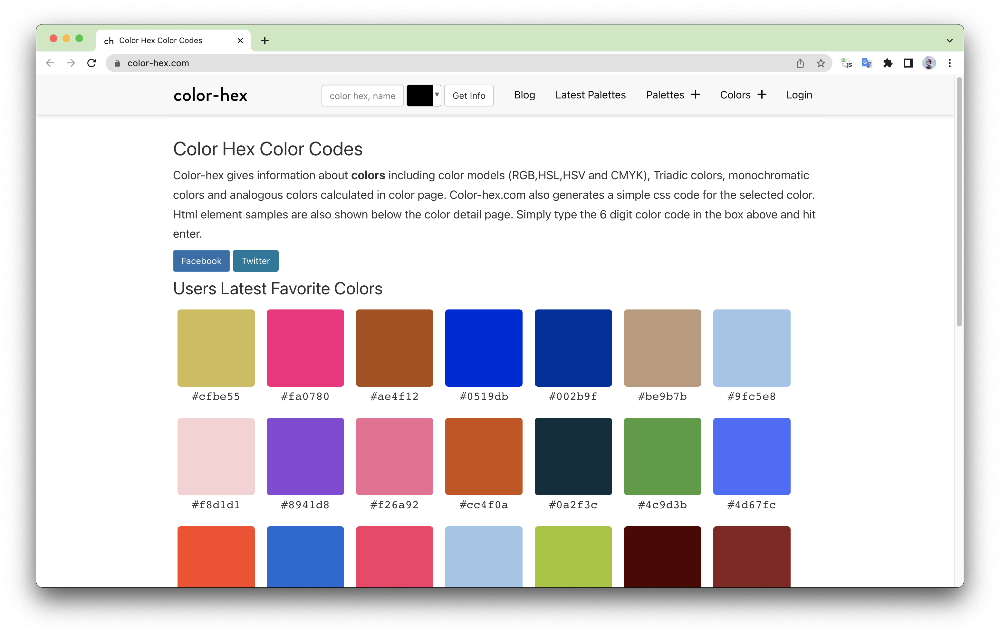 ch Color Hex Color Codes
color-hex.com
color-hex
color hex, name
Get Info
Blog
Latest Palettes
Palettes +
Colors +
Login
Color Hex Color Codes
Color-hex gives information about colors including color models (RGB,HSL,HSV and CMYK), Triadic colors, monochromatic
colors and analogous colors calculated in color page. Color-hex.com also generates a simple css code for the selected color.
Html element samples are also shown below the color detail page. Simply type the 6 digit color code in the box above and hit
enter.
Facebook Twitter
Users Latest Favorite Colors
#cfbe55 #fa0780 #ae4f12 #0519db #002b9f #be9b7b #9fc5e8
#f8d1d1 #8941d8 #f26a92 #cc4f0a #0a2f3c #4c9d3b #4d67fc